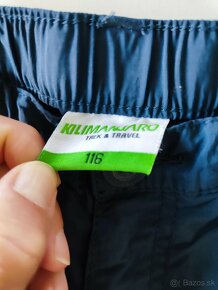 KILIMANJARO
TREK & TRAVEL
116
Bazos.sk